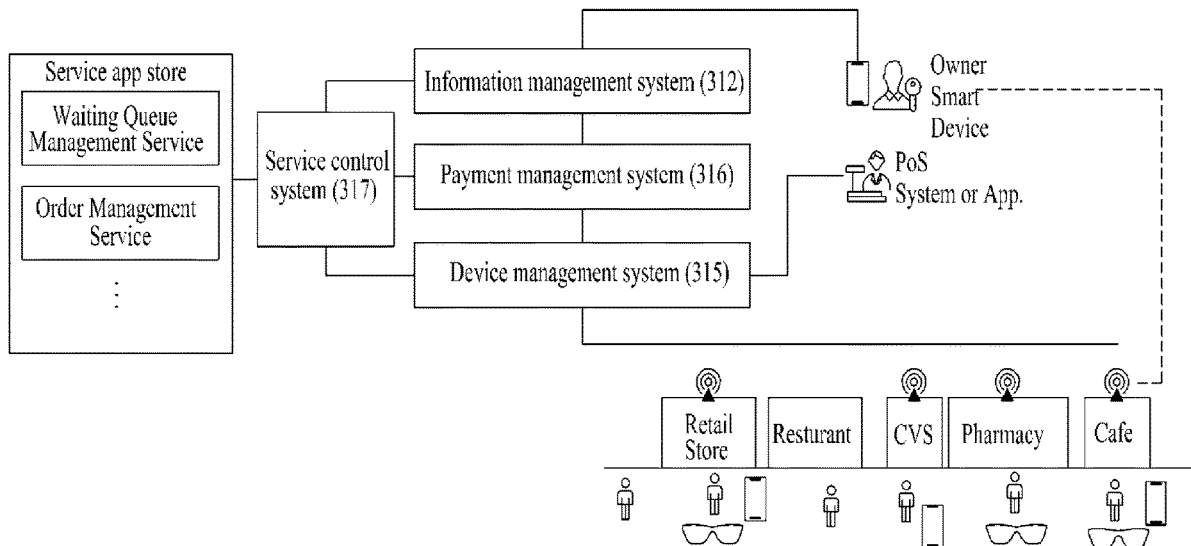 Service app store
Waiting Queue
Management Service
Order Management
Service
Service control
system (317)
Information management system (312)
Payment management system (316)
Device management system (315)
Owner
Smart
Device
PoS
System or App.
Retail
Store
Resturant
CVS
Pharmacy
Cafe